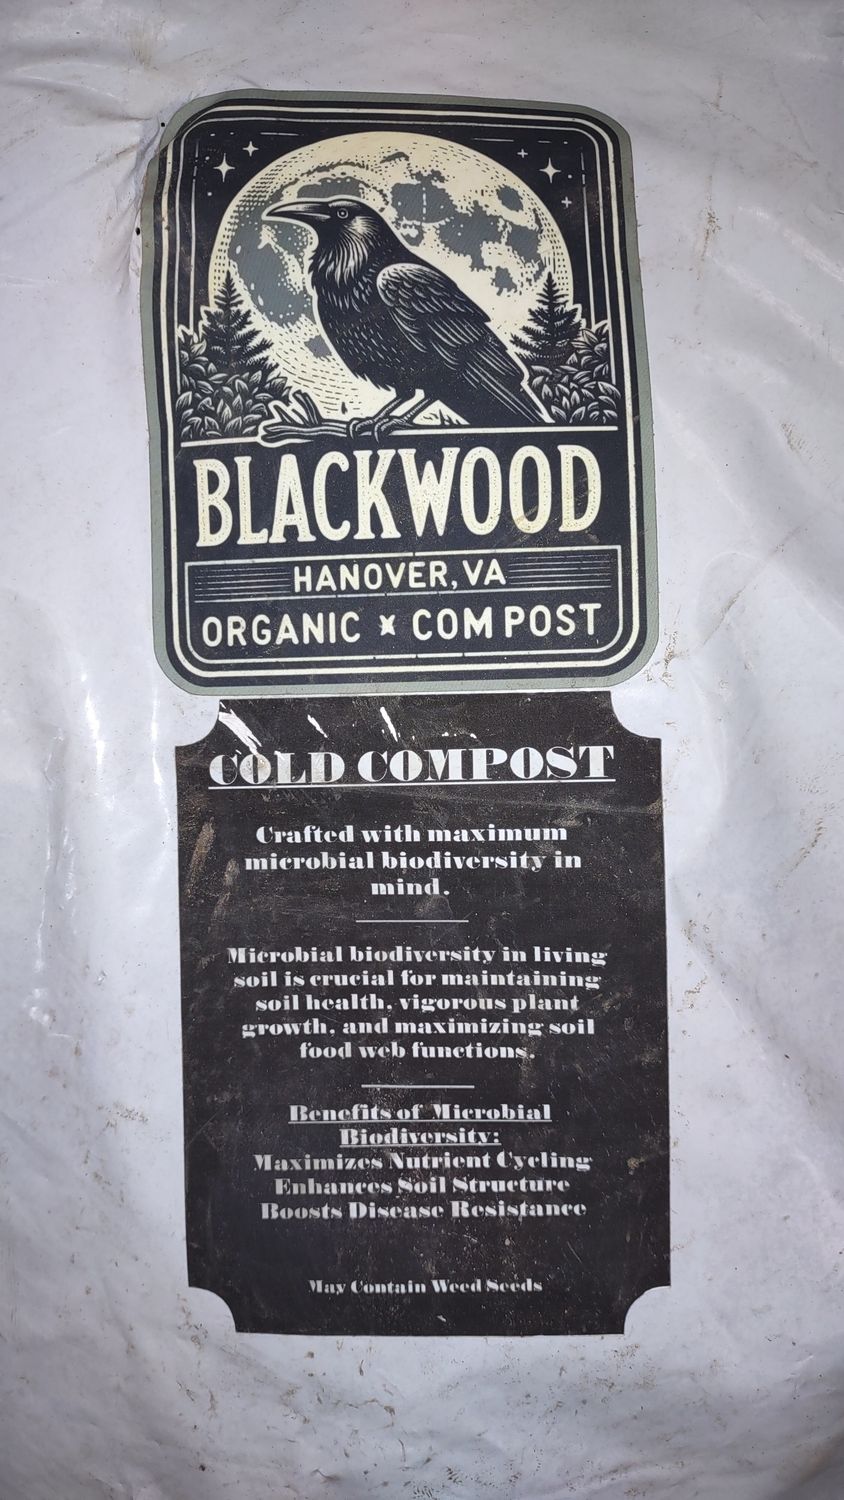 BLACKWOOD
HANOVER, VA
ORGANIC x COMPOST
COLD COMPOST
Crafted with maximum
microbial biodiversity in
mind.
Microbial biodiversity in living
soil is crucial for maintaining
soil health, vigorous plant
growth, and maximizing soil
food web functions.
Benefits of Microbial
Biodiversity:
Maximizes Nutrient Cycling
Enhances Soil Structure
Boosts Disease Resistance
May Contain Weed Seeds